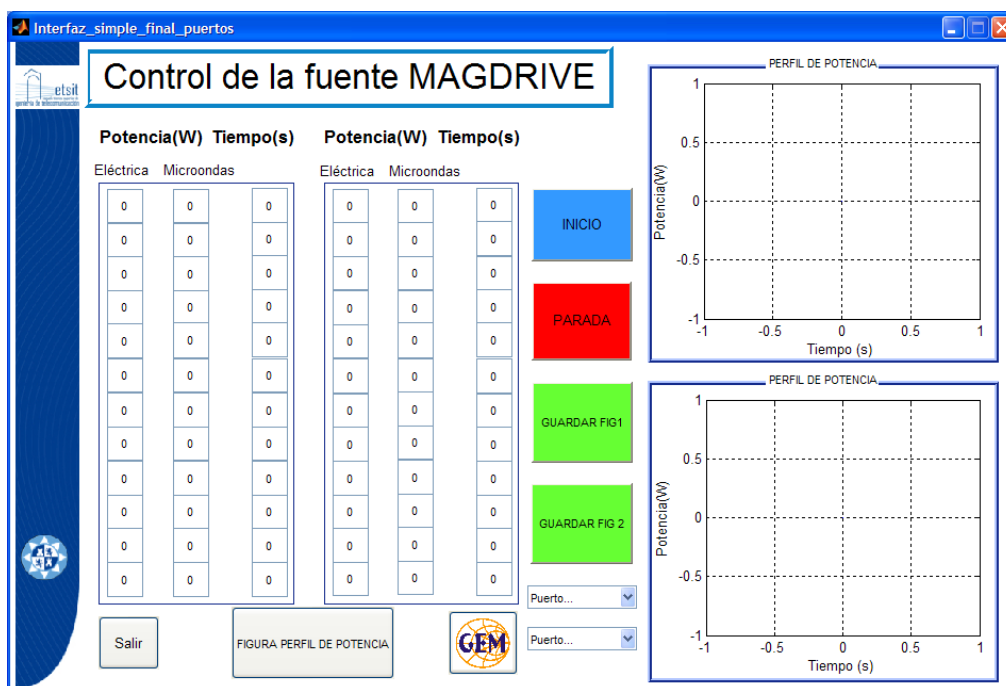 Interfaz_simple_final_puertos
etsit
Control de la fuente MAGDRIVE
Potencia(W) Tiempo(s) Potencia(W) Tiempo(s)
Eléctrica Microondas Eléctrica Microondas
0 0 0 0 0 0
0 0 0 0 0 0
0 0 0 0 0 0
0 0 0 0 0 0
0 0 0 0 0 0
0 0 0 0 0 0
0 0 0 0 0 0
0 0 0 0 0 0
0 0 0 0 0 0
0 0 0 0 0 0
0 0 0 0 0 0
0 0 0 0 0 0
INICIO
PARADA
GUARDAR FIG1
GUARDAR FIG 2
Puerto...
Puerto...
Salir
FIGURA PERFIL DE POTENCIA
GEM
PERFIL DE POTENCIA
Potencia(W)
1
0.5
0
-0.5
-1
-1 -0.5 0 0.5 1
Tiempo (s)
PERFIL DE POTENCIA
Potencia(W)
1
0.5
0
-0.5
-1
-1 -0.5 0 0.5 1
Tiempo (s)